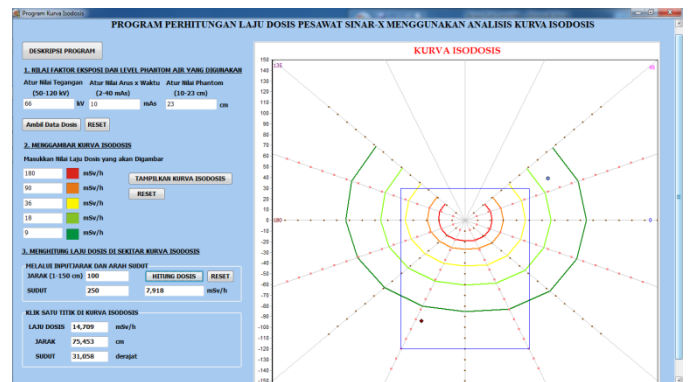 Program Kurva Isodosis
PROGRAM PERHITUNGAN LAJU DOSIS PESAWAT SINAR-X MENGGUNAKAN ANALISIS KURVA ISODOSIS
DESKRIPSI PROGRAM
1. NILAI FAKTOR EKSPOSI DAN LEVEL PHANTOM AIR YANG DIGUNAKAN
Atur Nilai Tegangan Atur Nilai Arus x Waktu Atur Nilai Phantom
(50-120 kV) (2-40 mAs) (10-23 cm)
66 kV 10 mAs 23 cm
Ambil Data Dosis RESET
2. MENGGAMBAR KURVA ISODOSIS
Masukkan Nilai Laju Dosis yang akan Digambar
180 mSv/h
90 mSv/h
TAMPILKAN KURVA ISODOSIS
36 mSv/h
RESET
18 mSv/h
9 mSv/h
3. MENGHITUNG LAJU DOSIS DI SEKITAR KURVA ISODOSIS
MELALUI INPUT JARAK DAN ARAH SUDUT
JARAK (1-150 cm) 100 HITUNG DOSIS RESET
SUDUT 250 7,918 mSv/h
KLIK SATU TITIK DI KURVA ISODOSIS
LAJU DOSIS 14,709 mSv/h
JARAK 75,453 cm
SUDUT 31,058 derajat
KURVA ISODOSIS
150
140
130
120
110
100
90
80
70
60
50
40
30
20
10
0
-10
-20
-30
-40
-50
-60
-70
-80
-90
-100
-110
-120
-130
-140
-150
135
45
180
0